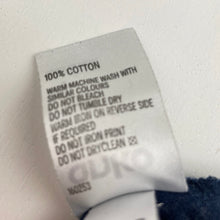 100% COTTON
WARM MACHINE WASH WITH
SIMILAR COLOURS
DO NOT BLEACH
DO NOT TUMBLE DRY
WARM IRON ON REVERSE SIDE
IF REQUIRED
DO NOT IRON PRINT
DO NOT DRYCLEAN
160253